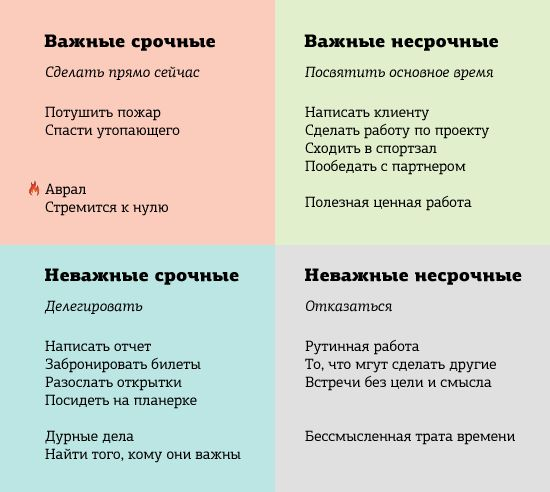 Важные срочные
Сделать прямо сейчас
Потушить пожар
Спасти утопающего
Аврал
Стремится к нулю
Важные несрочные
Посвятить основное время
Написать клиенту
Сделать работу по проекту
Сходить в спортзал
Пообедать с партнером
Полезная ценная работа
Неважные срочные
Делегировать
Написать отчет
Забронировать билеты
Разослать открытки
Посидеть на планерке
Дурные дела
Найти того, кому они важны
Неважные несрочные
Отказаться
Рутинная работа
То, что мгут сделать другие
Встречи без цели и смысла
Бессмысленная трата времени